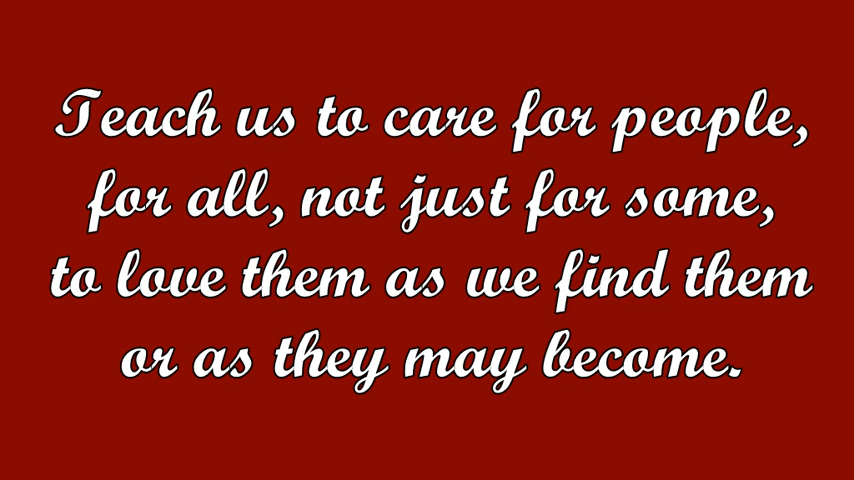 Teach us to care for people,
for all, not just for some,
to love them as we find them
or as they may become.